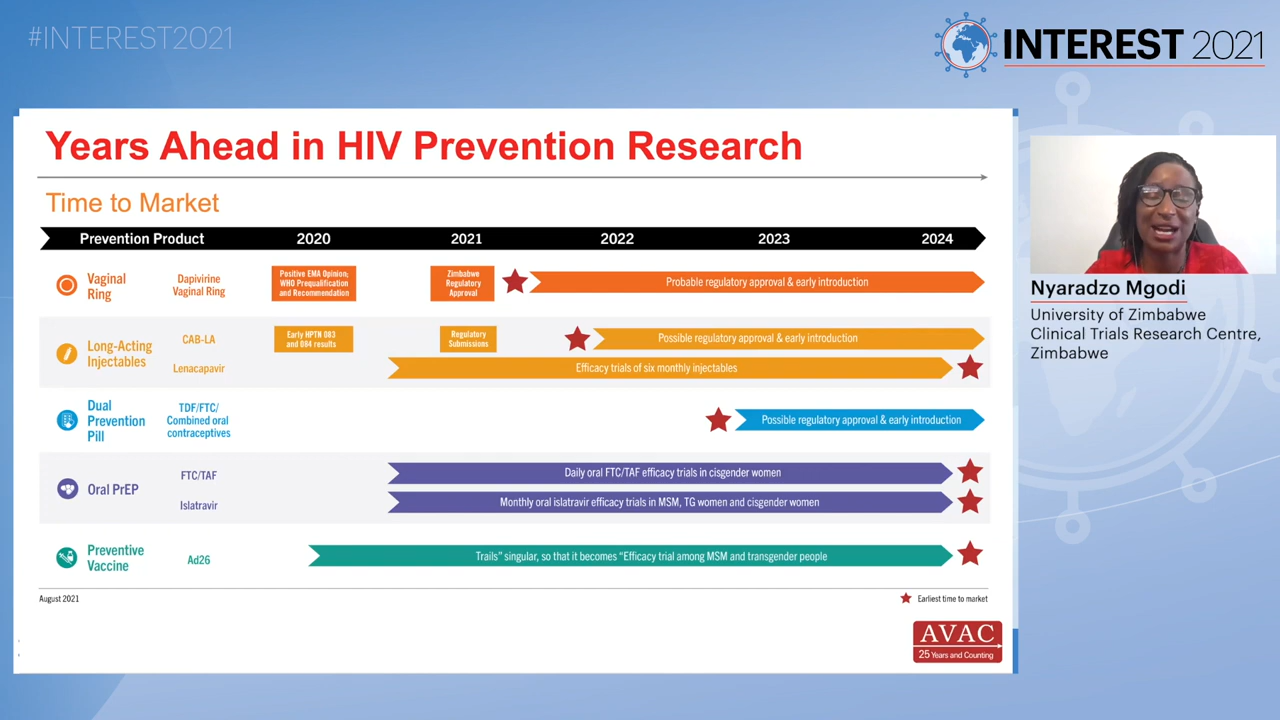 #INTEREST2021
INTEREST 2021
Years Ahead in HIV Prevention Research
Time to Market
Prevention Product 2020 2021 2022 2023 2024
Vaginal
Ring
Dapivirine
Vaginal Ring
Positive EMA Opinion;
WHO Prequalification
and Recommendation
Zimbabwe
Regulatory
Approval
Probable regulatory approval & early introduction
Long-Acting
Injectables
CAB-LA
Early HPTN 083
and 084 results
Regulatory
Submissions
Possible regulatory approval & early introduction
Lenacapavir
Efficacy trials of six monthly injectables
Dual
Prevention
Pill
TDF/FTC/
Combined oral
contraceptives
Possible regulatory approval & early introduction
Oral PrEP
FTC/TAF
Daily oral FTC/TAF efficacy trials in cisgender women
Islatravir
Monthly oral islatravir efficacy trials in MSM, TG women and cisgender women
Preventive
Vaccine
Ad26
Trails” singular, so that it becomes “Efficacy trial among MSM and transgender people
August 2021
Earliest time to market
AVAC
25 Years and Counting
Nyaradzo Mgodi
University of Zimbabwe
Clinical Trials Research Centre,
Zimbabwe